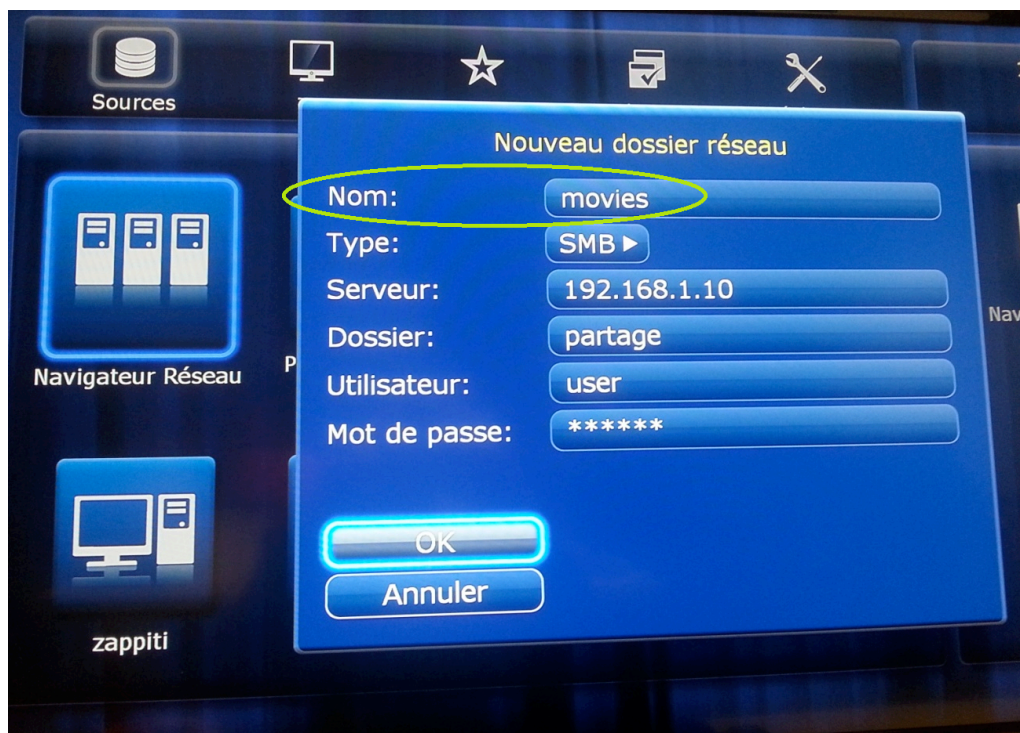 Sources
Nouveau dossier réseau
Nom: movies
Type: SMB
Serveur: 192.168.1.10
Dossier: partage
Utilisateur: user
Mot de passe: ******
OK
Annuler
Navigateur Réseau
zappiti
Nav